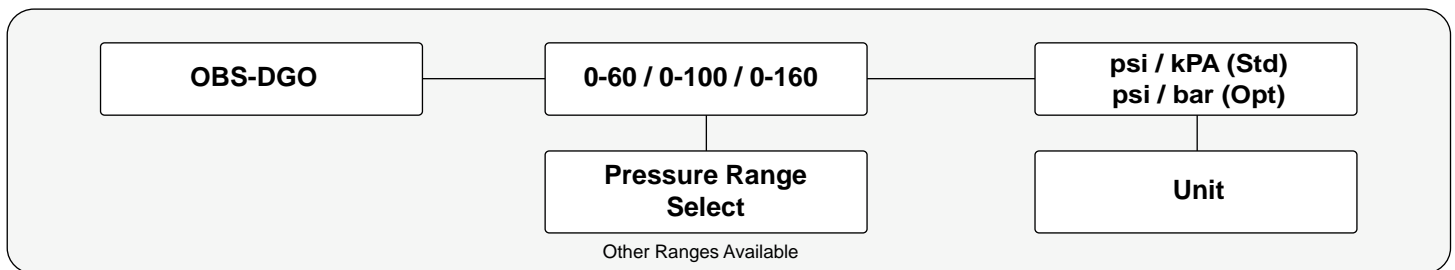 OBS-DGO
0-60 / 0-100 / 0-160
psi / kPA (Std)
psi / bar (Opt)
Pressure Range
Select
Unit
Other Ranges Available